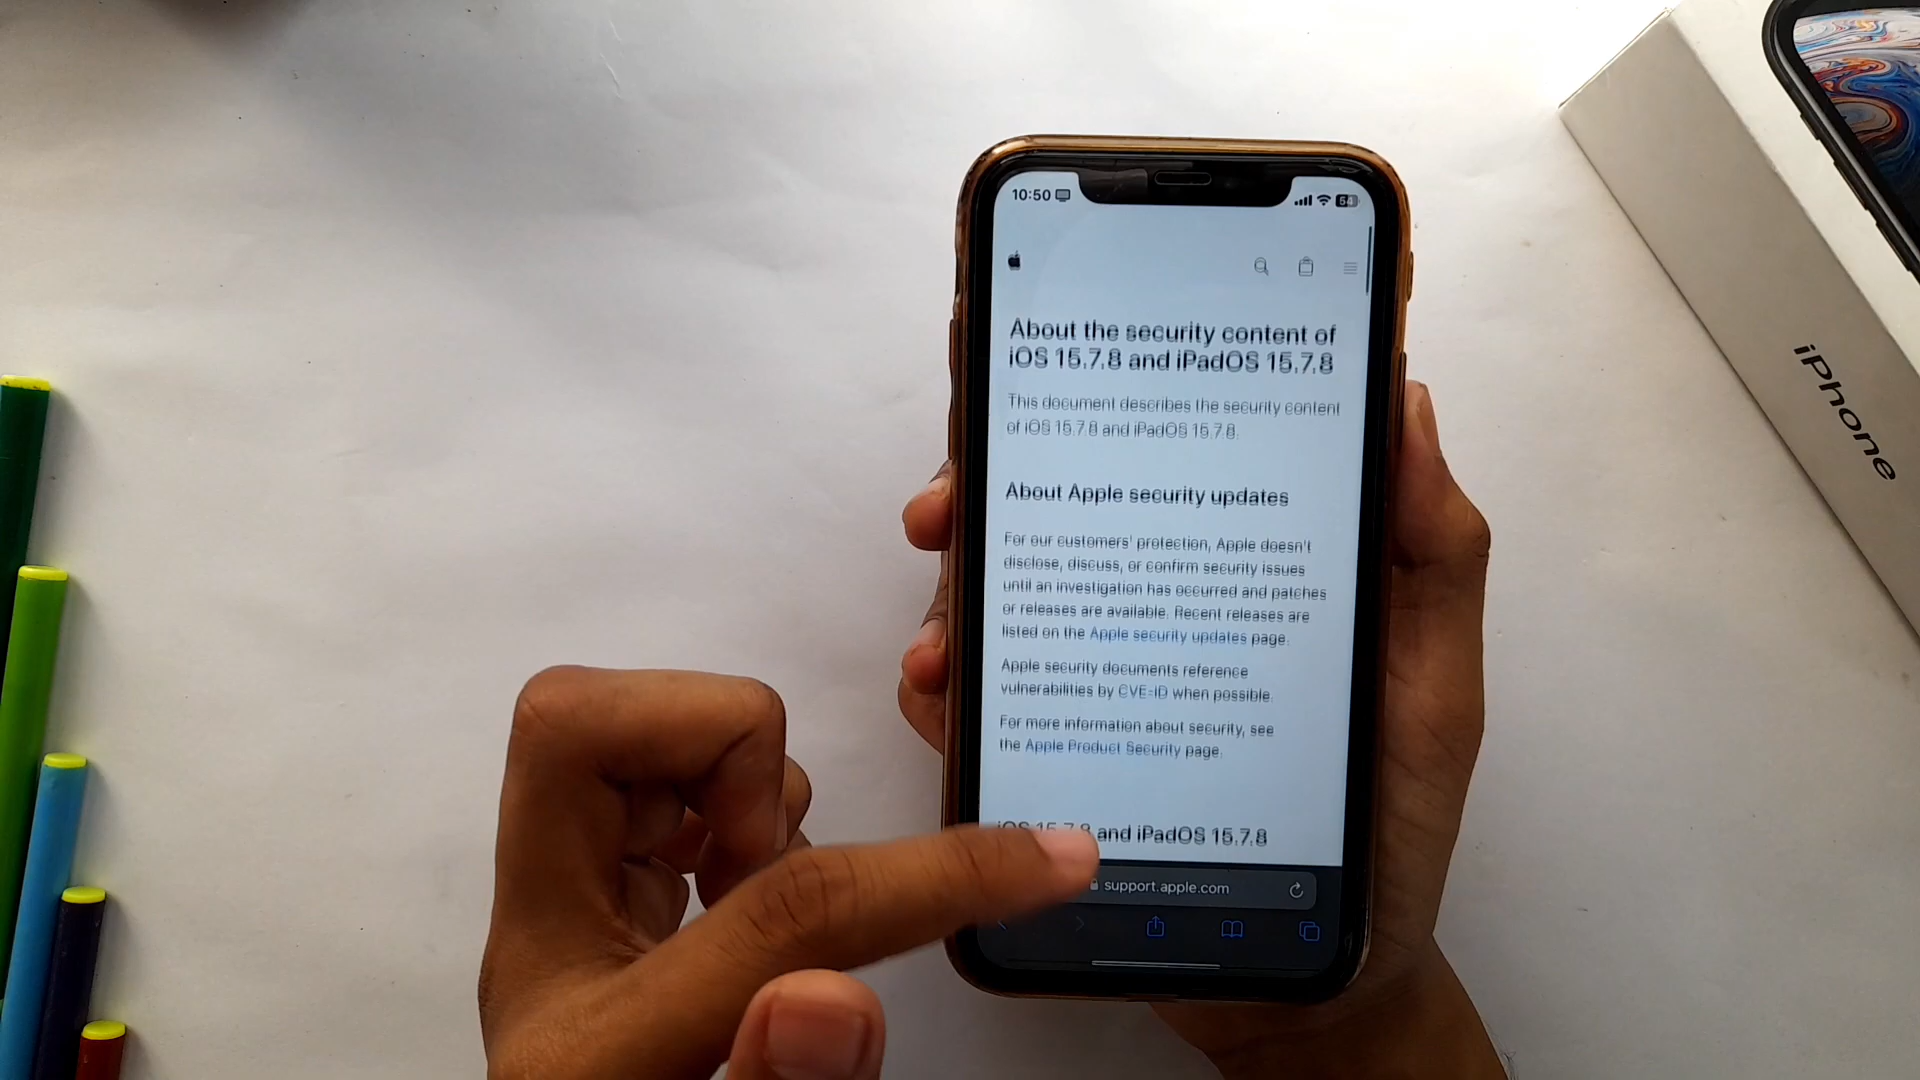 10:50
54
About the security content of
iOS 15.7.8 and iPadOS 15.7.8
This document describes the security content
of iOS 15.7.8 and iPadOS 15.7.8.
About Apple security updates
For our customers' protection, Apple doesn't
disclose, discuss, or confirm security issues
until an investigation has occurred and patches
or releases are available. Recent releases are
listed on the Apple security updates page.
Apple security documents reference
vulnerabilities by CVE-ID when possible.
For more information about security, see
the Apple Product Security page.
iOS 15.7.8 and iPadOS 15.7.8
support.apple.com
iPhone